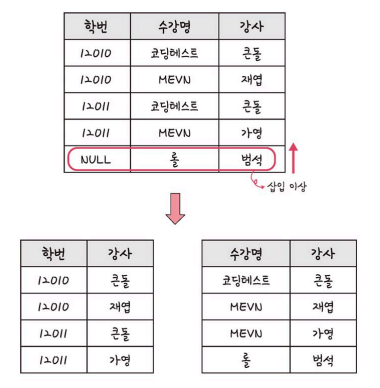 학번 수강명 강사
12010 코딩테스트 큰돌
12010 MEVN 재엽
12011 코딩테스트 큰돌
12011 MEVN 가영
NULL 롤 범석
삽입 이상
학번 강사
12010 큰돌
12010 재엽
12011 큰돌
12011 가영
수강명 강사
코딩테스트 큰돌
MEVN 재엽
MEVN 가영
롤 범석